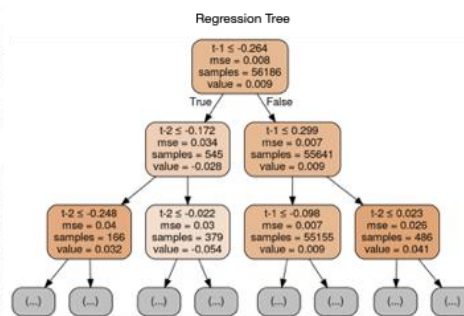 Regression Tree
t-1 ≤ -0.264
mse = 0.008
samples = 56186
value = 0.009
True
False
t-2 ≤ -0.172
mse = 0.034
samples = 545
value = -0.028
t-1 ≤ 0.299
mse = 0.007
samples = 55641
value = 0.009
t-2 ≤ -0.248
mse = 0.04
samples = 166
value = 0.032
t-2 ≤ -0.022
mse = 0.03
samples = 379
value = -0.054
t-1 ≤ -0.098
mse = 0.007
samples = 55155
value = 0.009
t-2 ≤ 0.023
mse = 0.026
samples = 486
value = 0.041
(...)
(...)
(...)
(...)
(...)
(...)
(...)
(...)